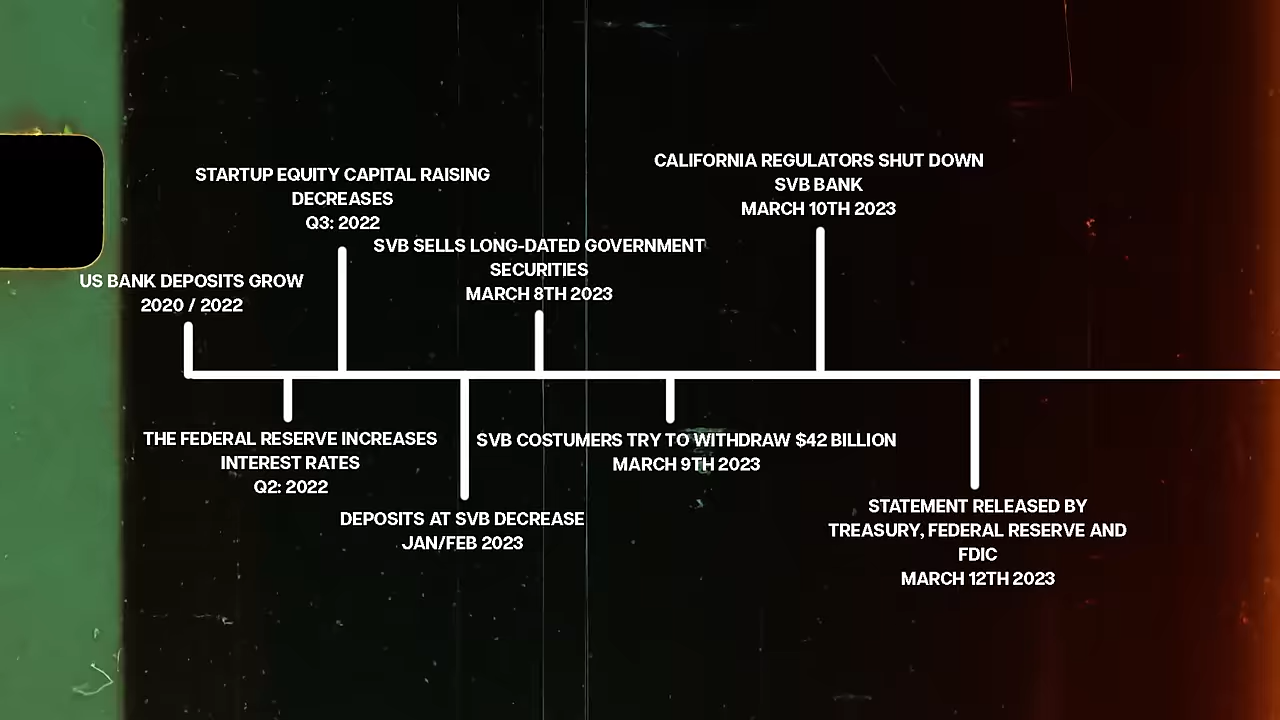 US BANK DEPOSITS GROW
2020 / 2022
THE FEDERAL RESERVE INCREASES
INTEREST RATES
Q2: 2022
STARTUP EQUITY CAPITAL RAISING
DECREASES
Q3: 2022
DEPOSITS AT SVB DECREASE
JAN/FEB 2023
SVB SELLS LONG-DATED GOVERNMENT
SECURITIES
MARCH 8TH 2023
SVB COSTUMERS TRY TO WITHDRAW $42 BILLION
MARCH 9TH 2023
CALIFORNIA REGULATORS SHUT DOWN
SVB BANK
MARCH 10TH 2023
STATEMENT RELEASED BY
TREASURY, FEDERAL RESERVE AND
FDIC
MARCH 12TH 2023